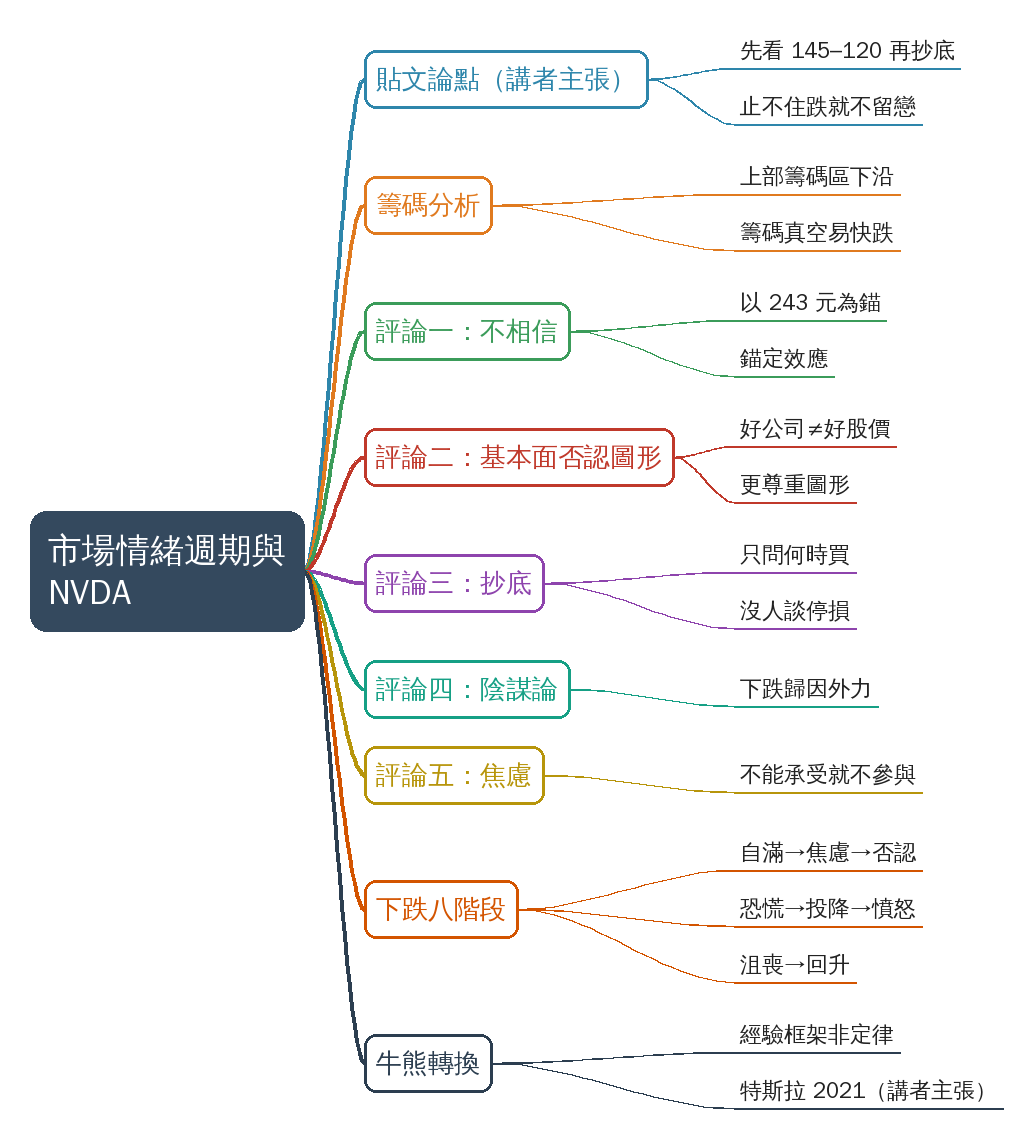 市場情緒週期與
NVDA
貼文論點（講者主張）
先看 145–120 再抄底
止不住跌就不留戀
籌碼分析
上部籌碼區下沿
籌碼真空易快跌
評論一：不相信
以 243 元為錨
錨定效應
評論二：基本面否認圖形
好公司≠好股價
更尊重圖形
評論三：抄底
只問何時買
沒人談停損
評論四：陰謀論
下跌歸因外力
評論五：焦慮
不能承受就不參與
下跌八階段
自滿→焦慮→否認
恐慌→投降→憤怒
沮喪→回升
牛熊轉換
經驗框架非定律
特斯拉 2021（講者主張）